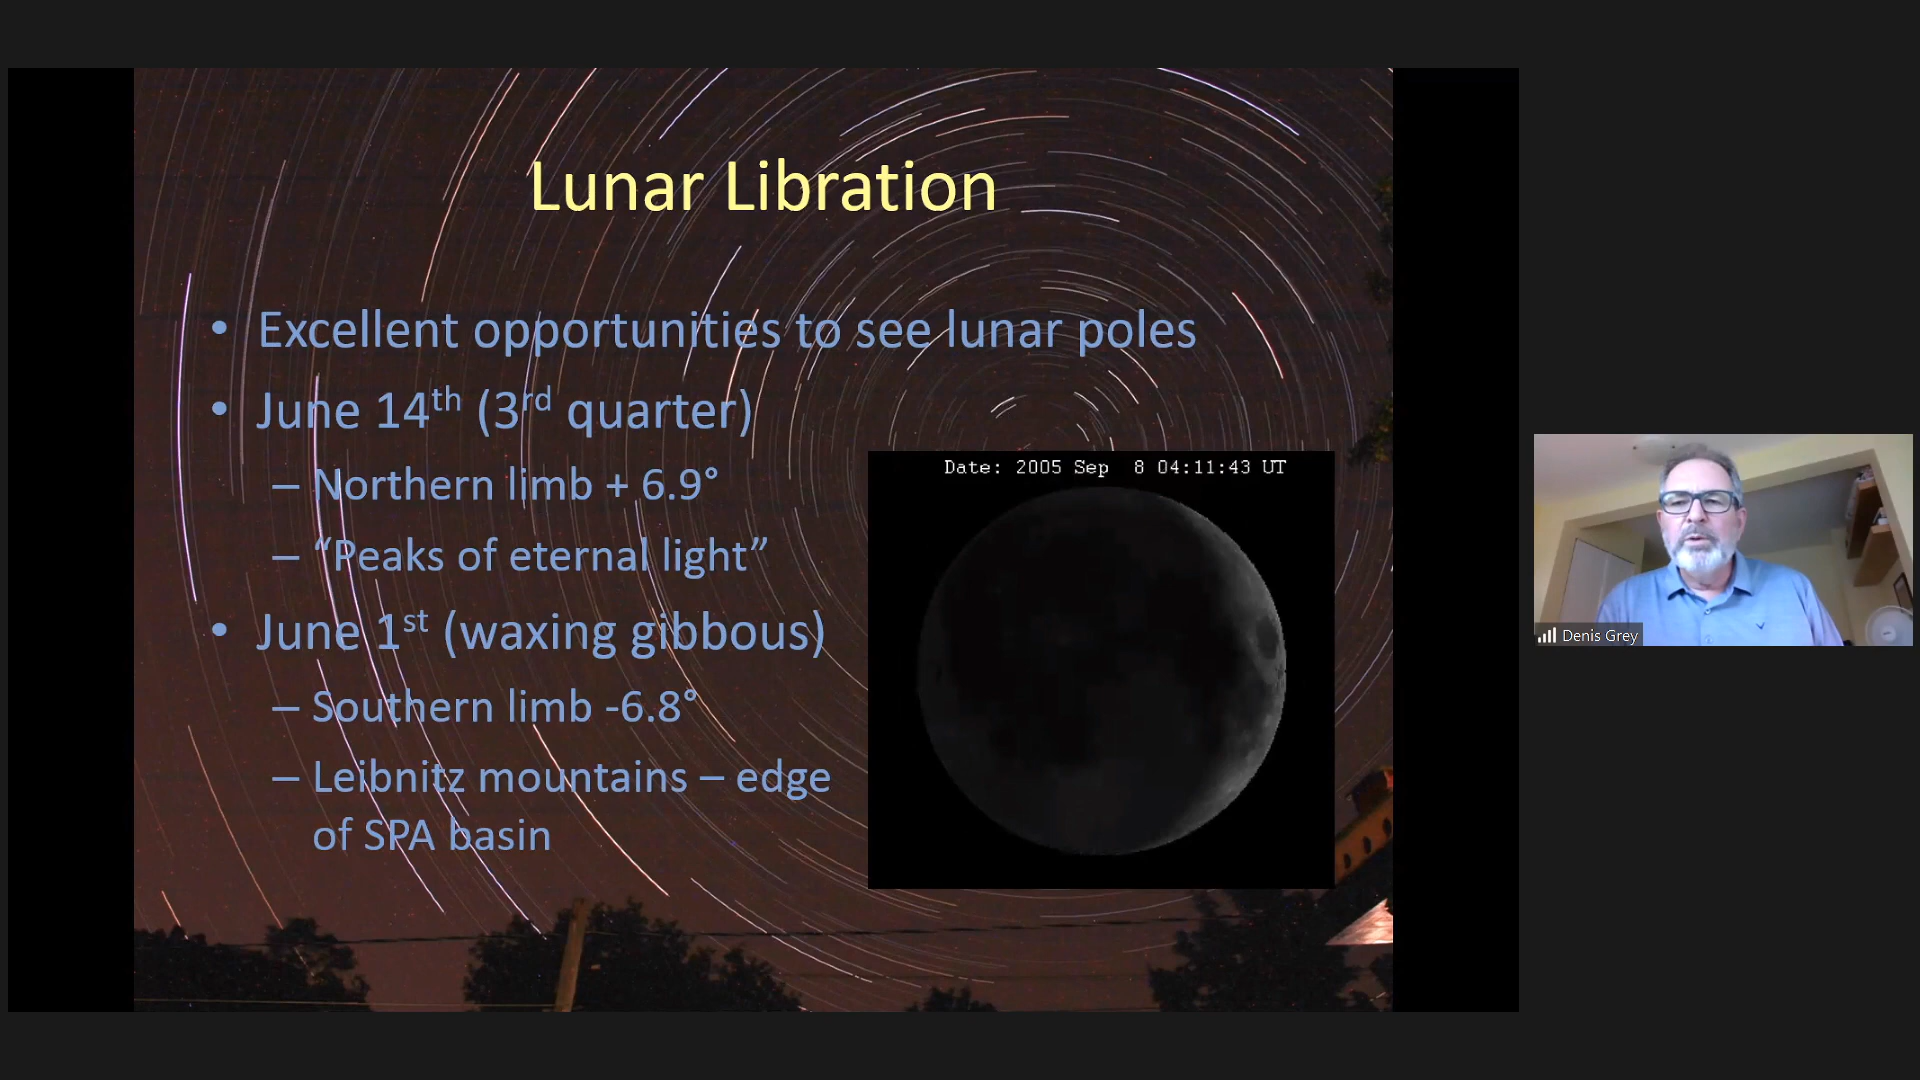 Lunar Libration
• Excellent opportunities to see lunar poles
• June 14th (3rd quarter)
– Northern limb + 6.9°
– “Peaks of eternal light”
• June 1st (waxing gibbous)
– Southern limb -6.8°
– Leibnitz mountains – edge
of SPA basin
Date: 2005 Sep  8 04:11:43 UT
Denis Grey